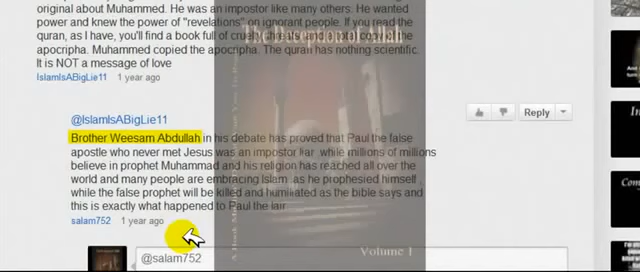 original about Muhammed. He was an impostor like many others. He wanted
power and knew the power of "revelations" on ignorant people. If you read the
quran, as I have, you'll find a book full of
apocripha. Muhammed copied the apocripha. The quran has nothing scientific.
It is NOT a message of love
IslamIsABigLie11 1 year ago
@IslamIsABigLie11
Brother Weesam Abdullah in his debate has proved that Paul the false
apostle who never met Jesus was an impostor liar while millions of millions
believe in prophet Muhammad and his religion has reached all over the
world and many people are embracing Islam as he prophesied himself ,
while the false prophet will be killed and humiliated as the bible says and
this is exactly what happened to Paul the lair
salam752 1 year ago
Reply
@salam752
Volume 1